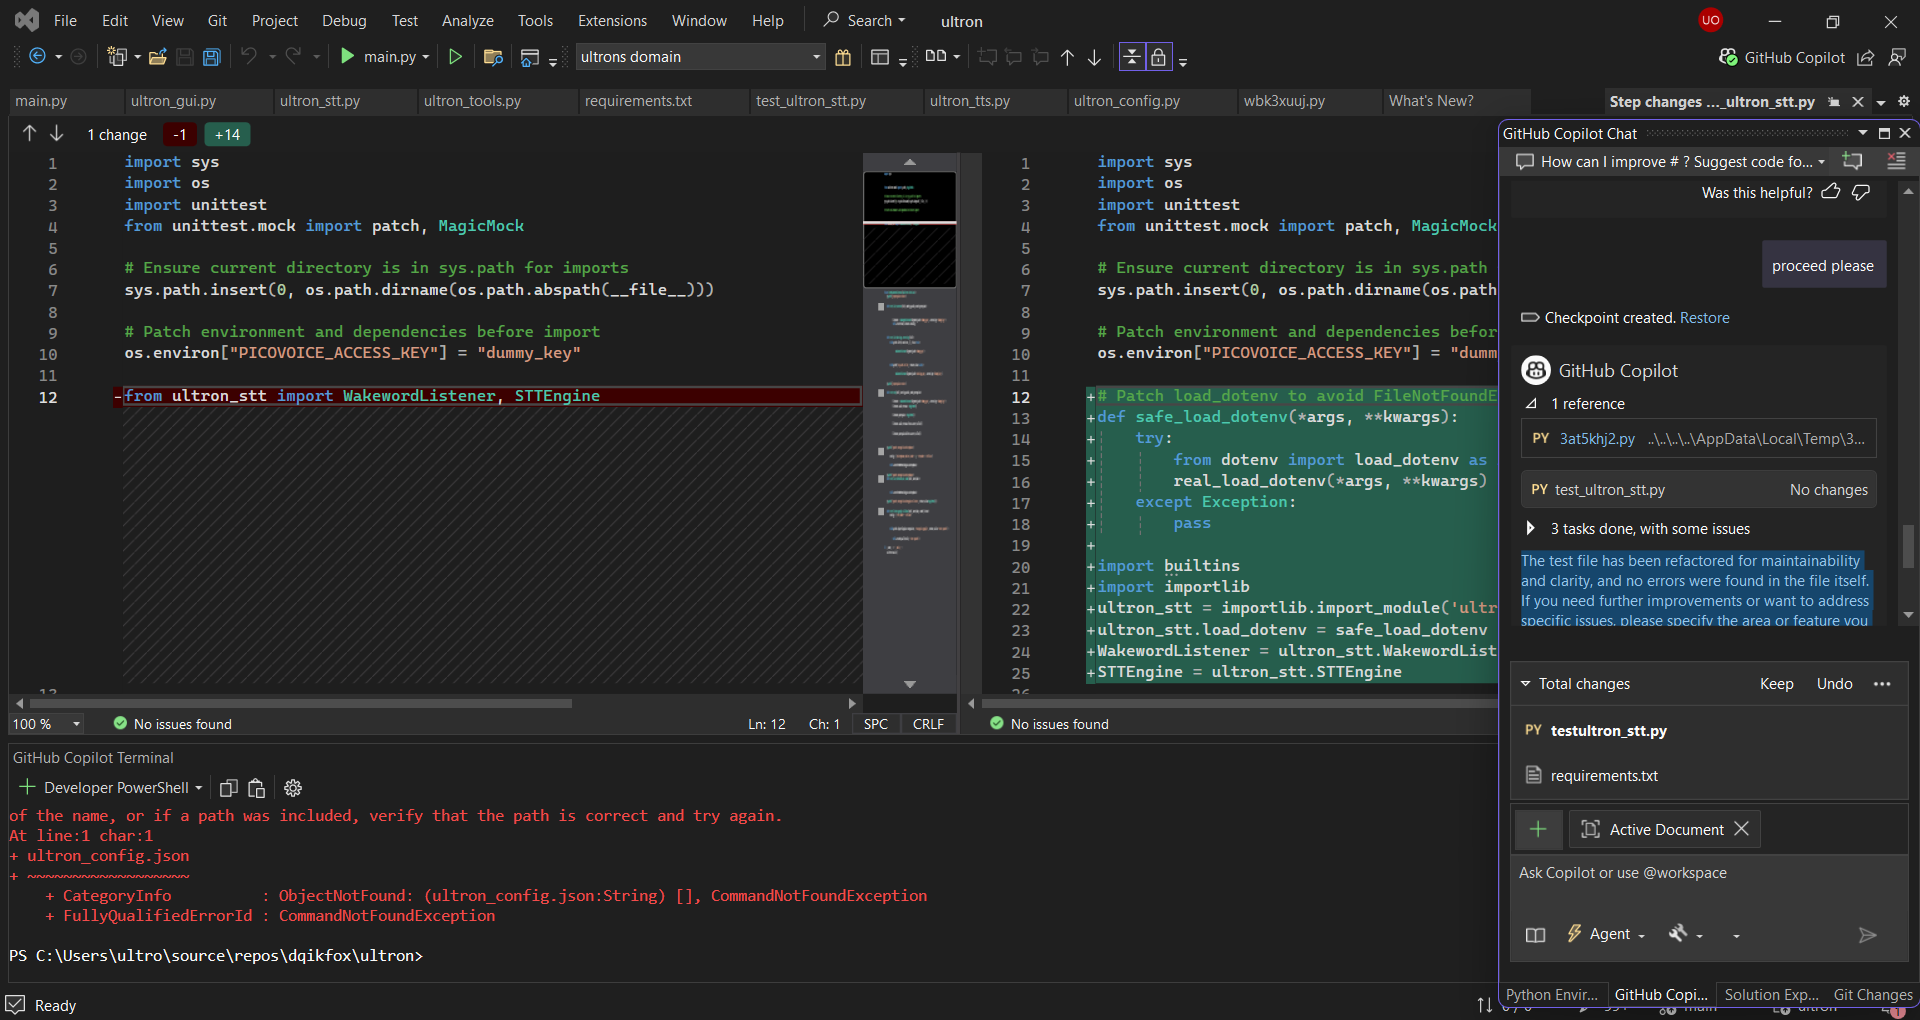 File Edit View Git Project Debug Test Analyze Tools Extensions Window Help Search ultron UO
main.py ultrons domain GitHub Copilot
main.py ultron_gui.py ultron_stt.py ultron_tools.py requirements.txt test_ultron_stt.py ultron_tts.py ultron_config.py wbk3xuuj.py What's New? Step changes ..._ultron_stt.py
1 change -1 +14
1 import sys
2 import os
3 import unittest
4 from unittest.mock import patch, MagicMock
5
6 # Ensure current directory is in sys.path for imports
7 sys.path.insert(0, os.path.dirname(os.path.abspath(__file__)))
8
9 # Patch environment and dependencies before import
10 os.environ["PICOVOICE_ACCESS_KEY"] = "dummy_key"
11
12 -from ultron_stt import WakewordListener, STTEngine
100 % No issues found Ln: 12 Ch: 1 SPC CRLF
1 import sys
2 import os
3 import unittest
4 from unittest.mock import patch, MagicMock
5
6 # Ensure current directory is in sys.path
7 sys.path.insert(0, os.path.dirname(os.path
8
9 # Patch environment and dependencies befor
10 os.environ["PICOVOICE_ACCESS_KEY"] = "dumm
11
12 +# Patch load_dotenv to avoid FileNotFoundE
13 +def safe_load_dotenv(*args, **kwargs):
14 + try:
15 + from dotenv import load_dotenv as
16 + real_load_dotenv(*args, **kwargs)
17 + except Exception:
18 + pass
19 +
20 +import builtins
21 +import importlib
22 +ultron_stt = importlib.import_module('ultr
23 +ultron_stt.load_dotenv = safe_load_dotenv
24 +WakewordListener = ultron_stt.WakewordList
25 +STTEngine = ultron_stt.STTEngine
No issues found
GitHub Copilot Terminal
Developer PowerShell
of the name, or if a path was included, verify that the path is correct and try again.
At line:1 char:1
+ ultron_config.json
+ ~~~~~~~~~~~~~~~~~~
+ CategoryInfo : ObjectNotFound: (ultron_config.json:String) [], CommandNotFoundException
+ FullyQualifiedErrorId : CommandNotFoundException
PS C:\Users\ultro\source\repos\dqikfox\ultron>
GitHub Copilot Chat
How can I improve # ? Suggest code fo...
Was this helpful?
proceed please
Checkpoint created. Restore
GitHub Copilot
1 reference
PY 3at5khj2.py ..\..\..\..\AppData\Local\Temp\3...
PY test_ultron_stt.py No changes
3 tasks done, with some issues
The test file has been refactored for maintainability
and clarity, and no errors were found in the file itself.
If you need further improvements or want to address
specific issues, please specify the area or feature you
Total changes Keep Undo
PY testultron_stt.py
requirements.txt
Active Document
Ask Copilot or use @workspace
Agent
Python Envir... GitHub Copi... Solution Exp... Git Changes
Ready